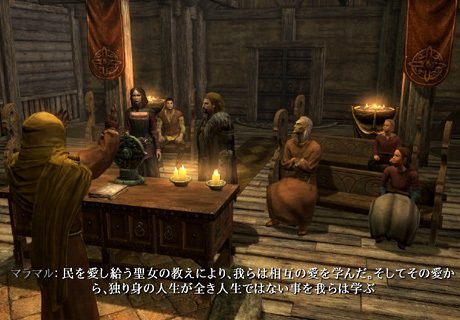 マラマル: 民を愛し給う聖女の教えにより、我らは相互の愛を学んだ。そしてその愛か
ら、独り身の人生が全き人生ではない事を我らは学ぶ